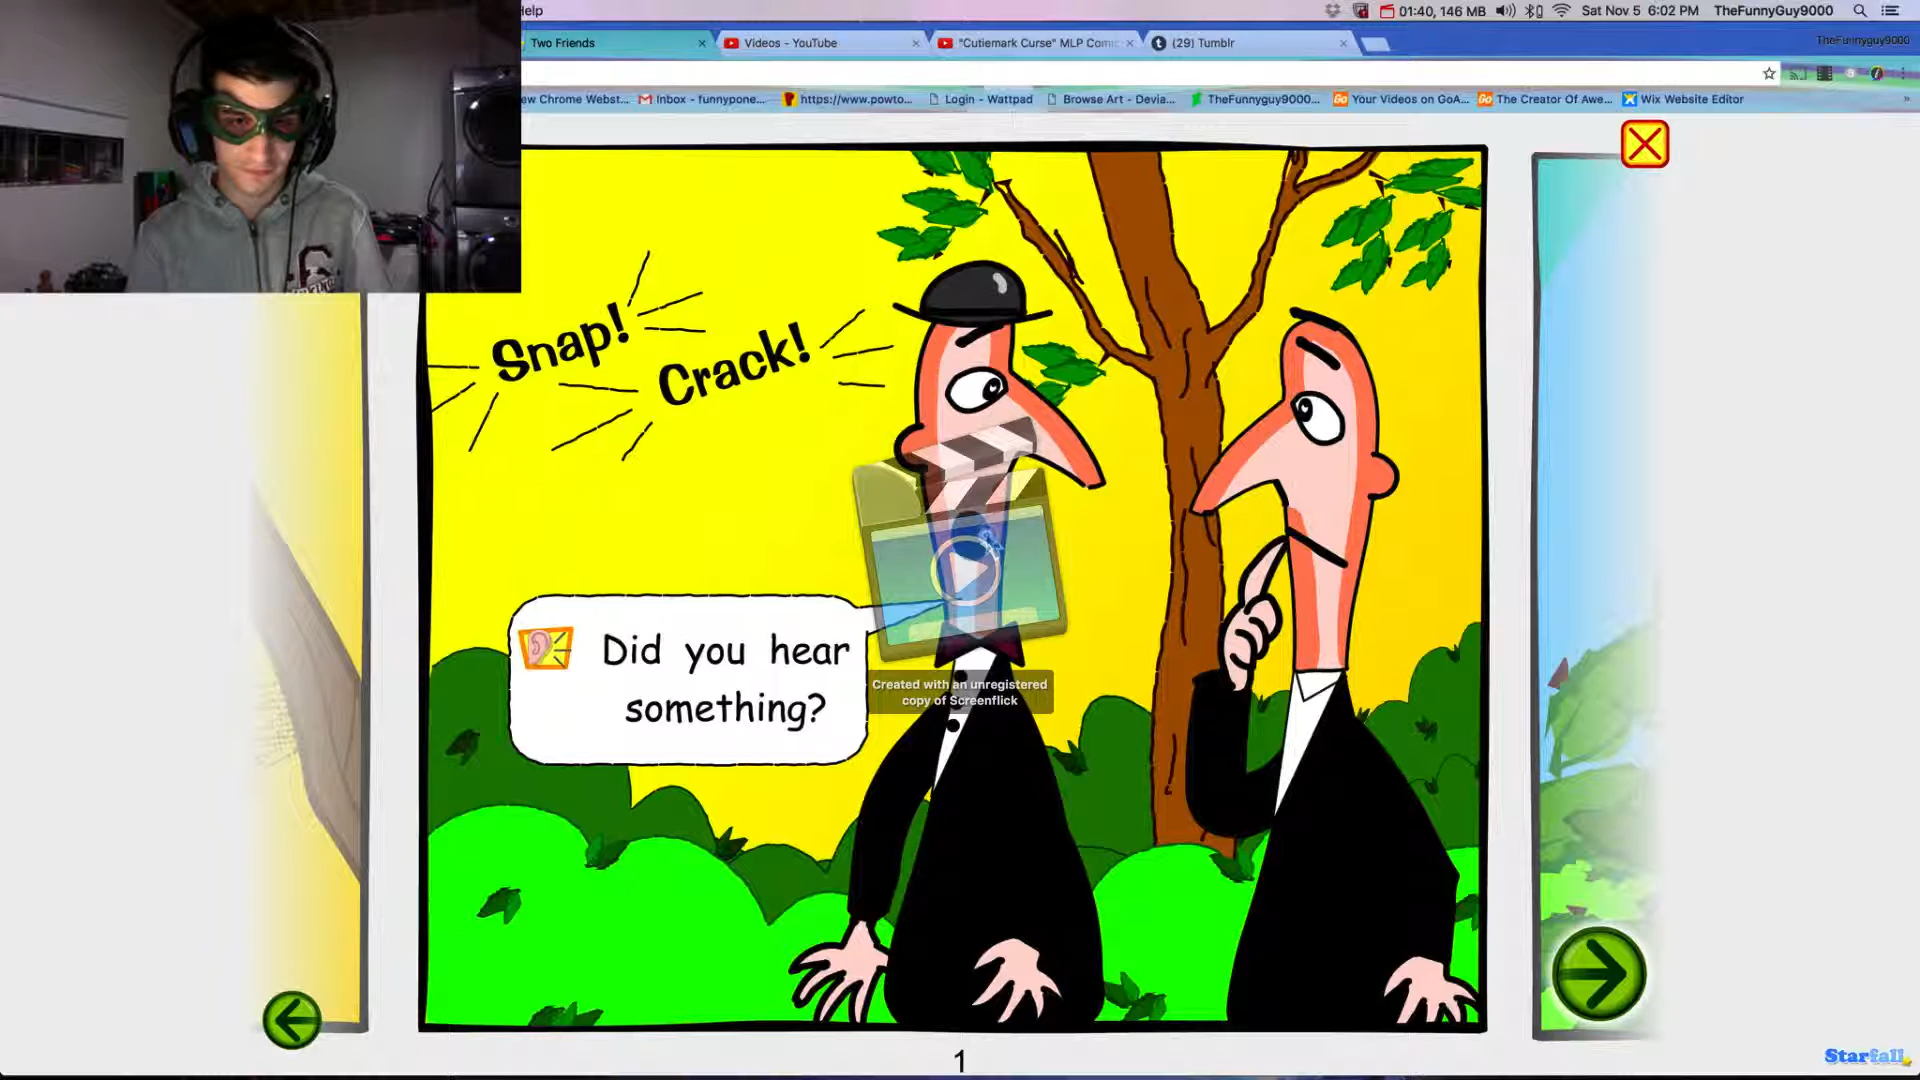 Help
01:40, 146 MB
Sat Nov 5 6:02 PM
TheFunnyGuy9000
Two Friends
Videos - YouTube
"Cutiemark Curse" MLP Comic
(29) Tumblr
TheFunnyguy9000
ew Chrome Webst...
Inbox - funnypone...
https://www.powto...
Login - Wattpad
Browse Art - Devia...
TheFunnyguy9000...
Your Videos on GoA...
The Creator Of Awe...
Wix Website Editor
Snap!
Crack!
Did you hear
something?
Created with an unregistered
copy of Screenflick
1
Starfall